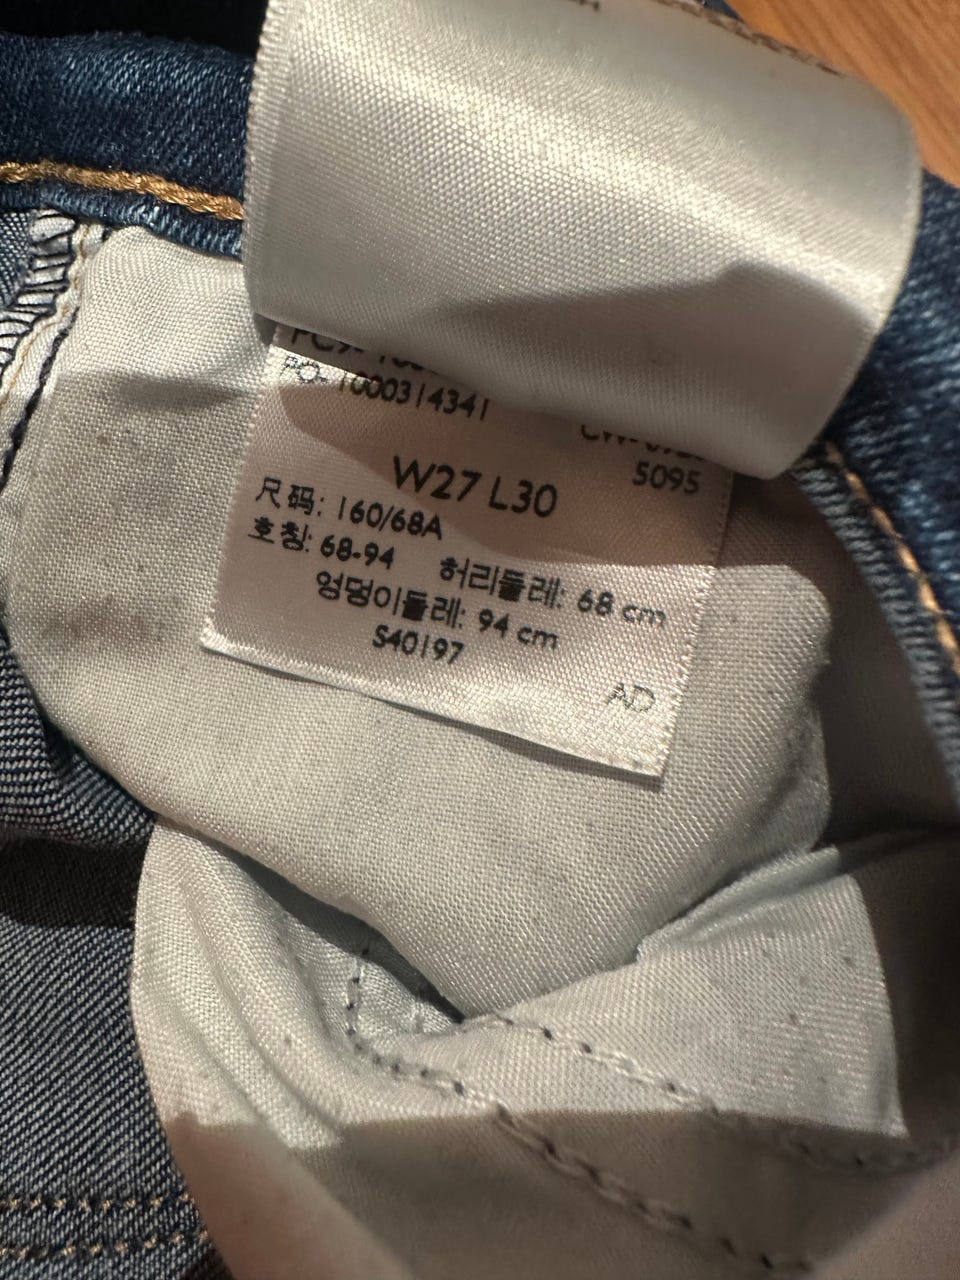 PO- 1000314341
5095
W27 L30
尺码: 160/68A
호칭: 68-94 허리둘레: 68 cm
엉덩이둘레: 94 cm
S40197
AD